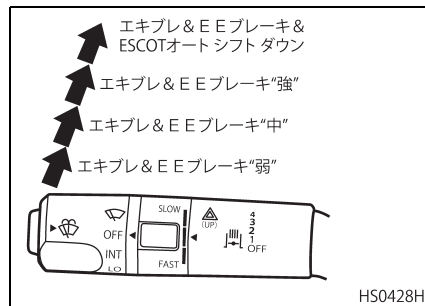 エキブレ&EEブレーキ&
ESCOTオート シフト ダウン
エキブレ&EEブレーキ“強”
エキブレ&EEブレーキ“中”
エキブレ&EEブレーキ“弱”
SLOW
(UP)
4
3
2
1
OFF
OFF
INT
LO
FAST
HS0428H